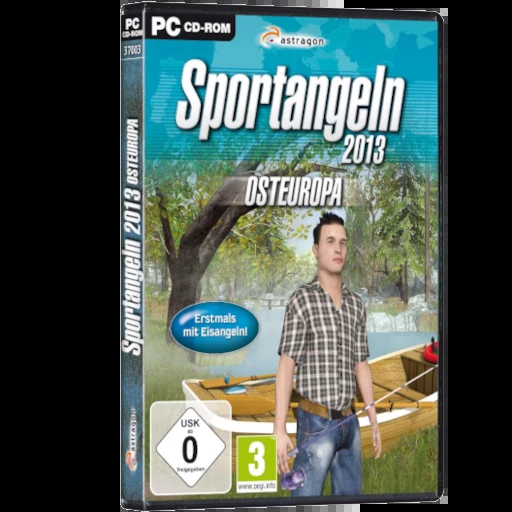 PC
CD-ROM
37003
Sportangeln 2013 OSTEUROPA
astragon
PC CD-ROM
astragon
Sportangeln
2013
OSTEUROPA
Erstmals
mit Eisangeln!
USK
ab
0
freigegeben
3
www.pegi.info